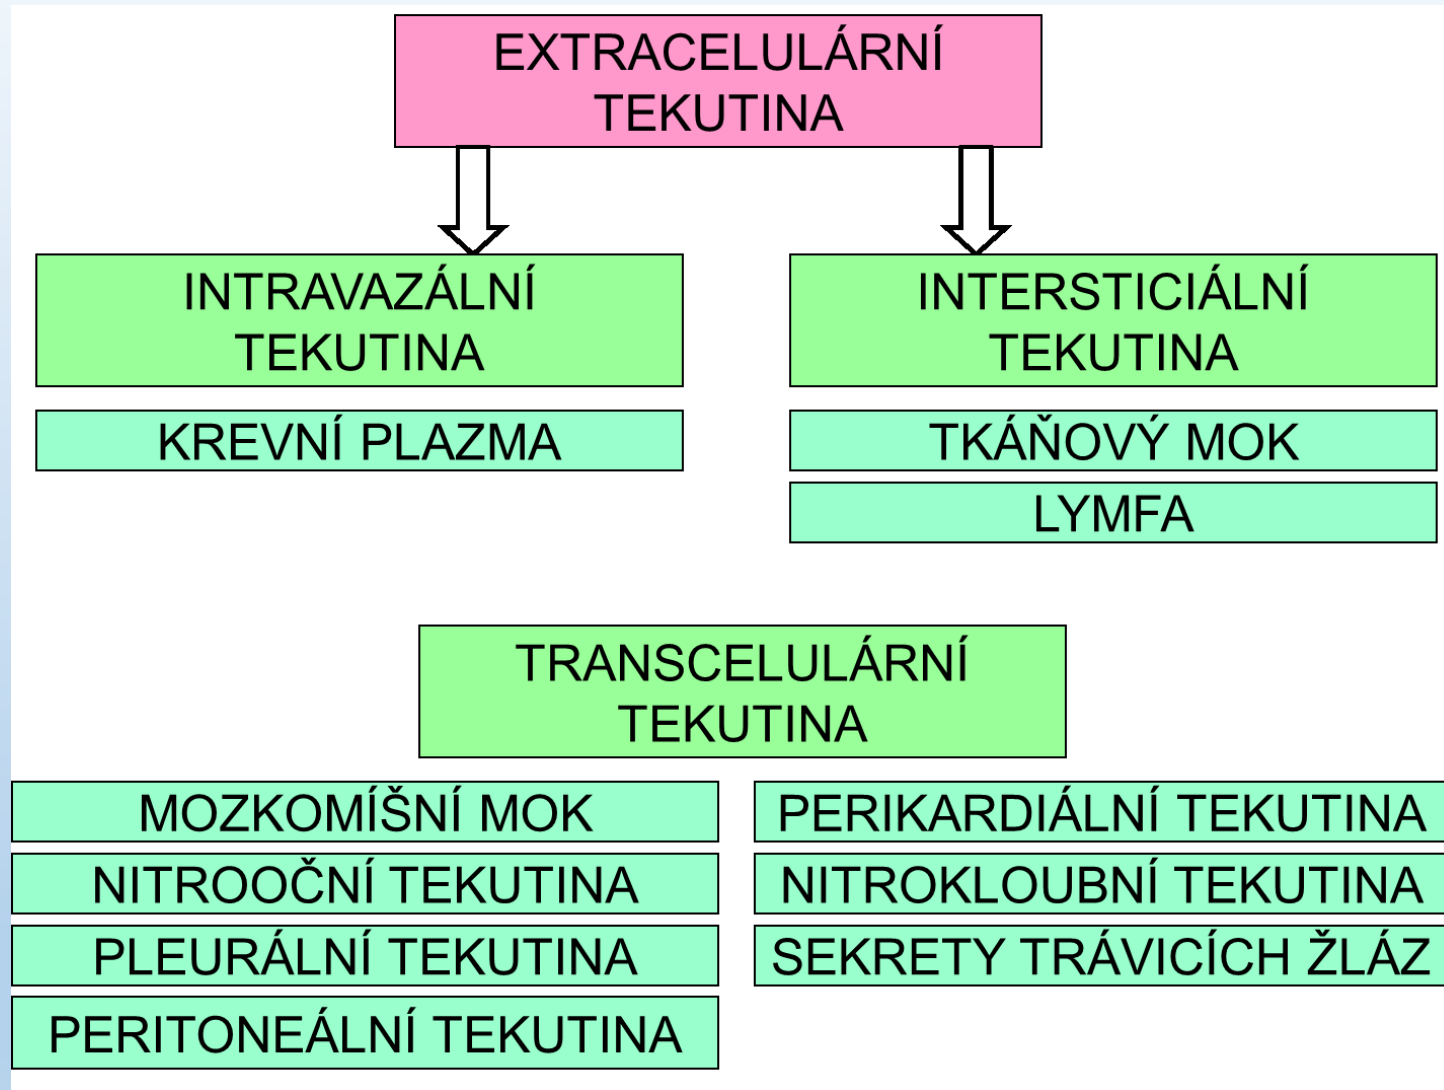 EXTRACELULÁRNÍ
TEKUTINA
INTRAVAZÁLNÍ
TEKUTINA
KREVNÍ PLAZMA
INTERSTICIÁLNÍ
TEKUTINA
TKÁŇOVÝ MOK
LYMFA
TRANSCELULÁRNÍ
TEKUTINA
MOZKOMÍŠNÍ MOK
NITROOČNÍ TEKUTINA
PLEURÁLNÍ TEKUTINA
PERITONEÁLNÍ TEKUTINA
PERIKARDIÁLNÍ TEKUTINA
NITROKLOUBNÍ TEKUTINA
SEKRETY TRÁVICÍCH ŽLÁZ